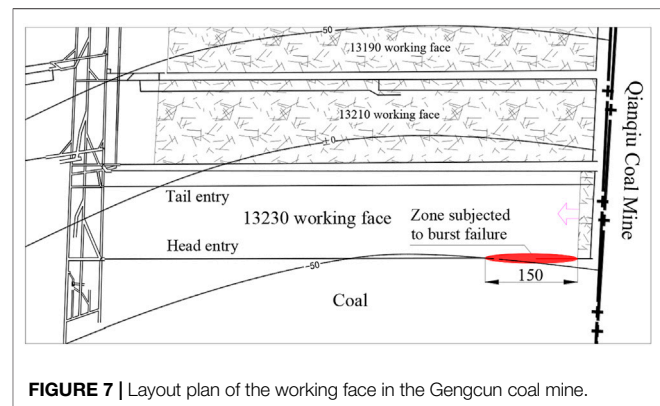 50
13190 working face
13210 working face
±0
Tail entry
13230 working face
Zone subjected
to burst failure
Head entry
-50
150
Coal
Qianqiu Coal Mine
FIGURE 7 | Layout plan of the working face in the Gengcun coal mine.